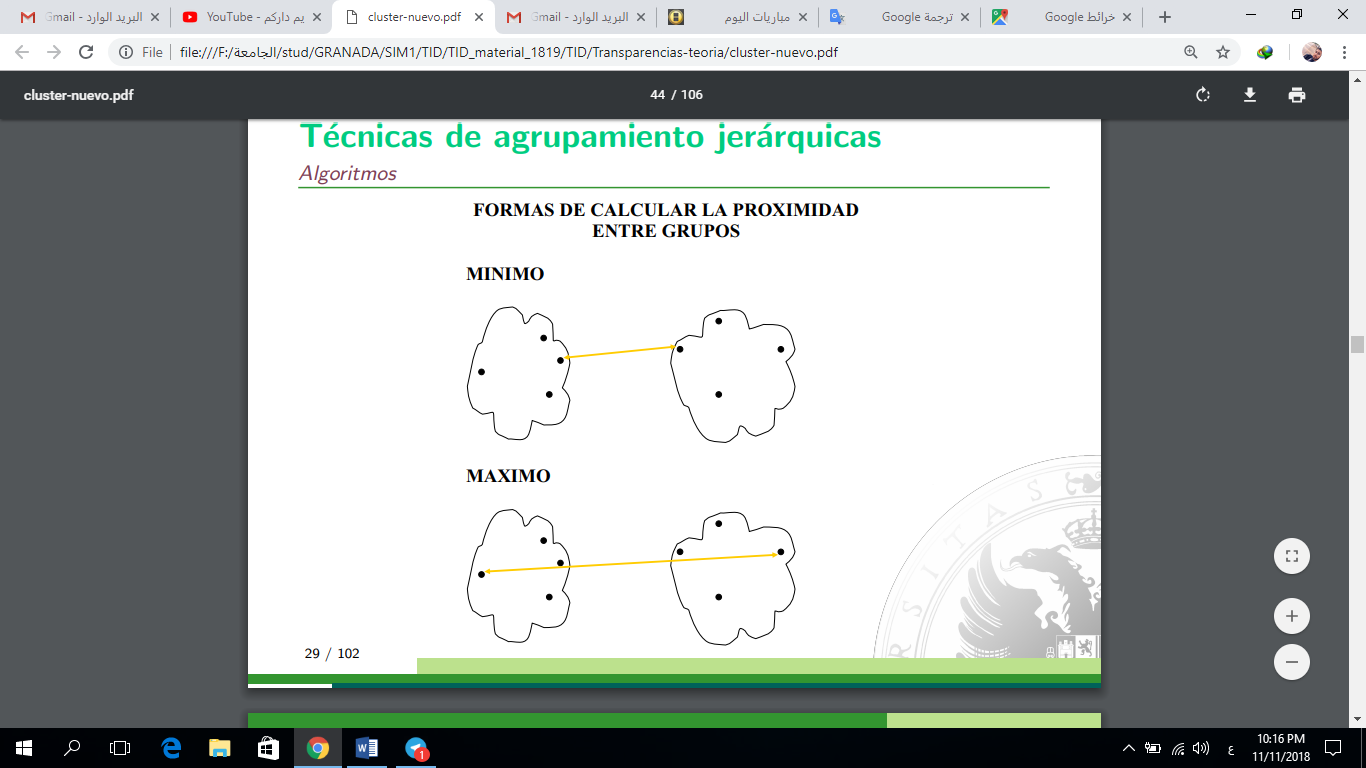 Gmail - البريد الوارد
YouTube - يم داركم
cluster-nuevo.pdf
Gmail - البريد الوارد
مباريات اليوم
ترجمة Google
خرائط Google
File
file:///F:/الجامعة/stud/GRANADA/SIM1/TID/TID_material_1819/TID/Transparencias-teoria/cluster-nuevo.pdf
cluster-nuevo.pdf
44 / 106
Técnicas de agrupamiento jerárquicas
Algoritmos
FORMAS DE CALCULAR LA PROXIMIDAD
ENTRE GRUPOS
MINIMO
MAXIMO
R S I T A S
29 / 102
1
ع
10:16 PM
11/11/2018